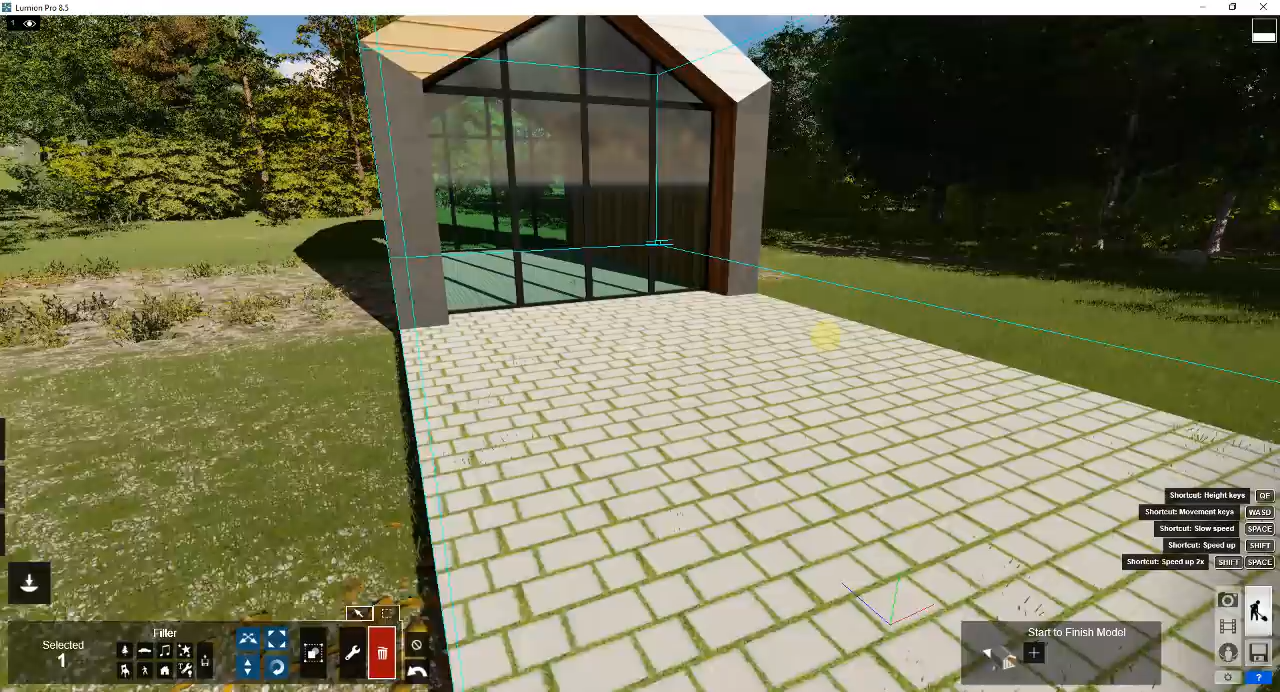 Lumion Pro 8.5
1
Shortcut: Height keys QE
Shortcut: Movement keys WASD
Shortcut: Slow speed SPACE
Shortcut: Speed up SHIFT
Shortcut: Speed up 2x SHIFT SPACE
Selected
1
Filter
Start to Finish Model
+
?